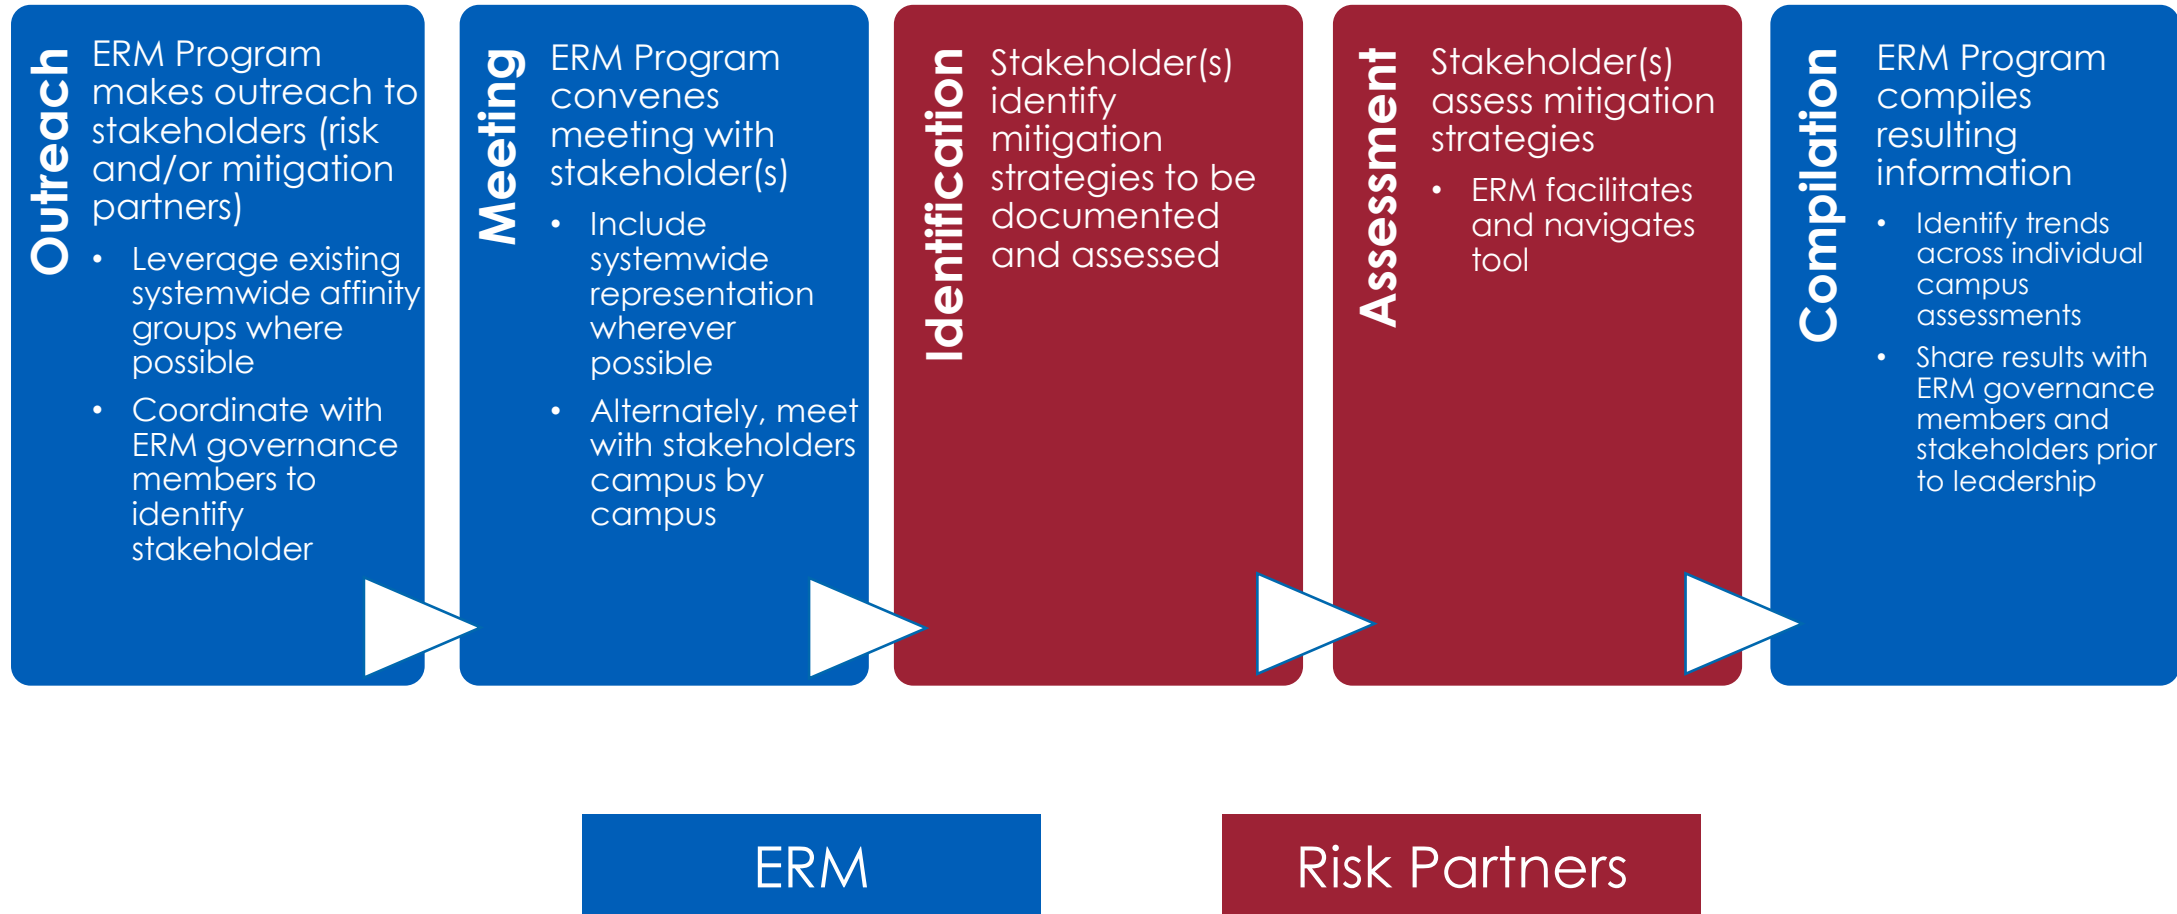 Outreach
ERM Program
makes outreach to
stakeholders (risk
and/or mitigation
partners)
• Leverage existing
systemwide affinity
groups where
possible
• Coordinate with
ERM governance
members to
identify
stakeholder
Meeting
ERM Program
convenes
meeting with
stakeholder(s)
• Include
systemwide
representation
wherever
possible
• Alternately, meet
with stakeholders
campus by
campus
Identification
Stakeholder(s)
identify
mitigation
strategies to be
documented
and assessed
Assessment
Stakeholder(s)
assess mitigation
strategies
• ERM facilitates
and navigates
tool
Compilation
ERM Program
compiles
resulting
information
• Identify trends
across individual
campus
assessments
• Share results with
ERM governance
members and
stakeholders prior
to leadership
ERM
Risk Partners